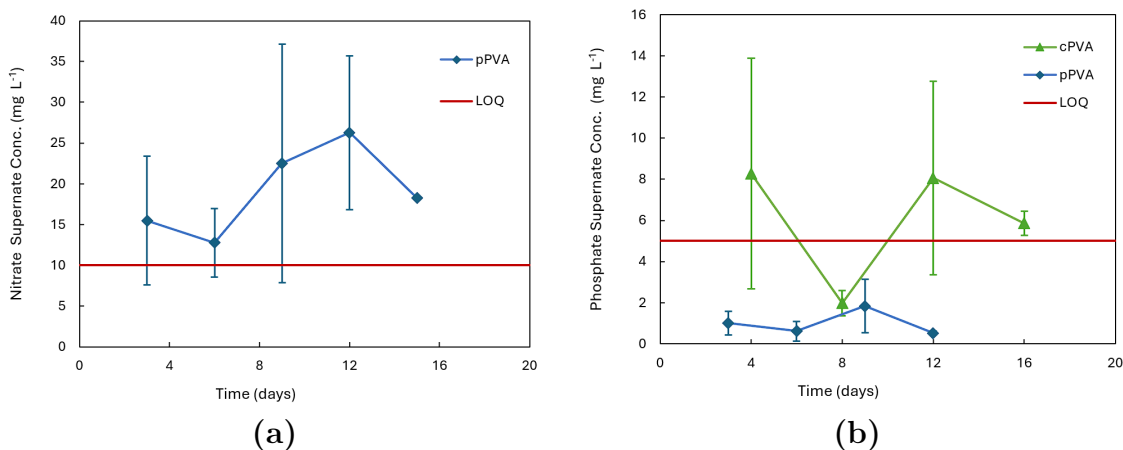 Nitrate Supernate Conc. (mg L⁻¹)
40
35
30
25
20
15
10
5
0
0 4 8 12 16 20
Time (days)
pPVA
LOQ
(a)
Phosphate Supernate Conc. (mg L⁻¹)
16
14
12
10
8
6
4
2
0
0 4 8 12 16 20
Time (days)
cPVA
pPVA
LOQ
(b)